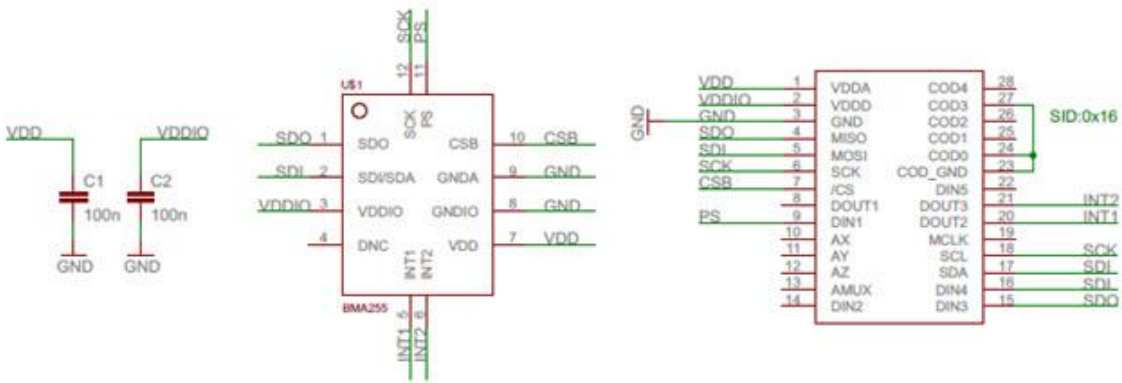 VDD
VDDIO
C1
100n
C2
100n
GND
GND
U$1
SCK
PS
12
11
SCK
PS
SDO 1 SDO
CSB 10 CSB
SDI 2 SDI/SDA
GNDA 9 GND
VDDIO 3 VDDIO
GNDIO 8 GND
4 DNC
VDD 7 VDD
INT1
INT2
BMA255
5
6
INT1
INT2
GND
VDD 1 VDDA
COD4 28
VDDIO 2 VDDD
COD3 27
GND 3 GND
COD2 26
SDO 4 MISO
COD1 25
SDI 5 MOSI
COD0 24
SCK 6 SCK
COD_GND 23
CSB 7 /CS
DIN5 22
8 DOUT1
DOUT3 21 INT2
PS 9 DIN1
DOUT2 20 INT1
10 AX
MCLK 19
11 AY
SCL 18 SCK
12 AZ
SDA 17 SDI
13 AMUX
DIN4 16 SDI
14 DIN2
DIN3 15 SDO
SID:0x16